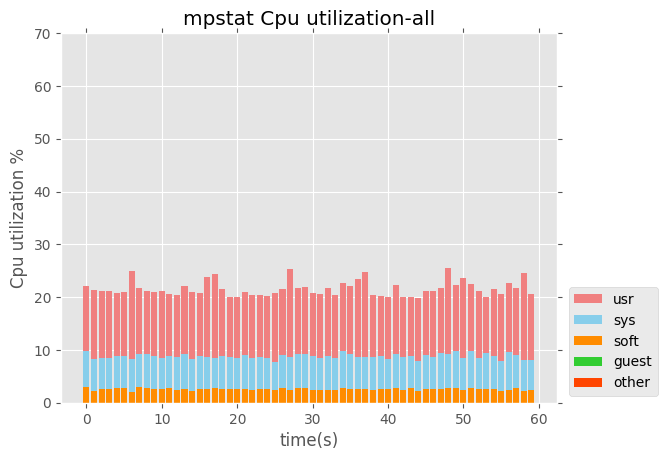 mpstat Cpu utilization-all
Cpu utilization %
70
60
50
40
30
20
10
0
0
10
20
30
40
50
60
time(s)
usr
sys
soft
guest
other